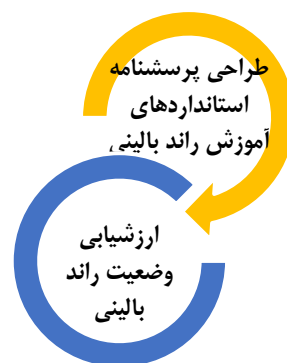 طراحی پرسشنامه
استانداردهای
آموزش راند بالینی
ارزشیابی
وضعیت راند
بالینی